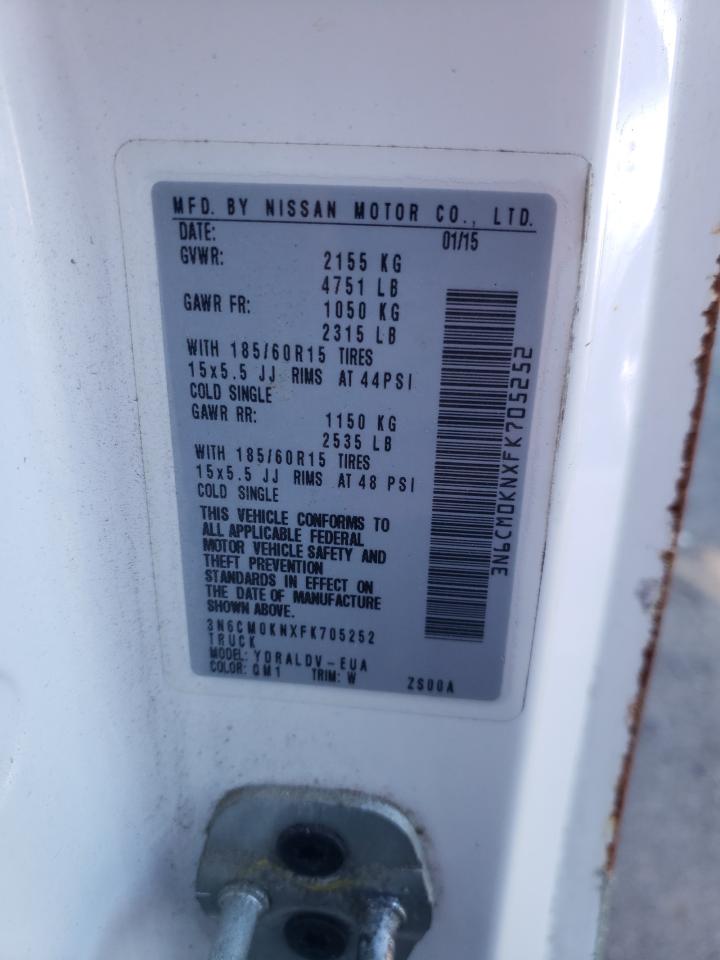 MFD. BY NISSAN MOTOR CO., LTD.
DATE: 01/15
GVWR: 2155 KG
4751 LB
GAWR FR: 1050 KG
2315 LB
WITH 185/60R15 TIRES
15x5.5 JJ RIMS AT 44PSI
COLD SINGLE
GAWR RR: 1150 KG
2535 LB
WITH 185/60R15 TIRES
15x5.5 JJ RIMS AT 48 PSI
COLD SINGLE
THIS VEHICLE CONFORMS TO
ALL APPLICABLE FEDERAL
MOTOR VEHICLE SAFETY AND
THEFT PREVENTION
STANDARDS IN EFFECT ON
THE DATE OF MANUFACTURE
SHOWN ABOVE.
3N6CM0KNXFK705252
TRUCK
MODEL: YDRALDV-EUA
COLOR: QM1 TRIM: W ZS00A
3N6CM0KNXFK705252